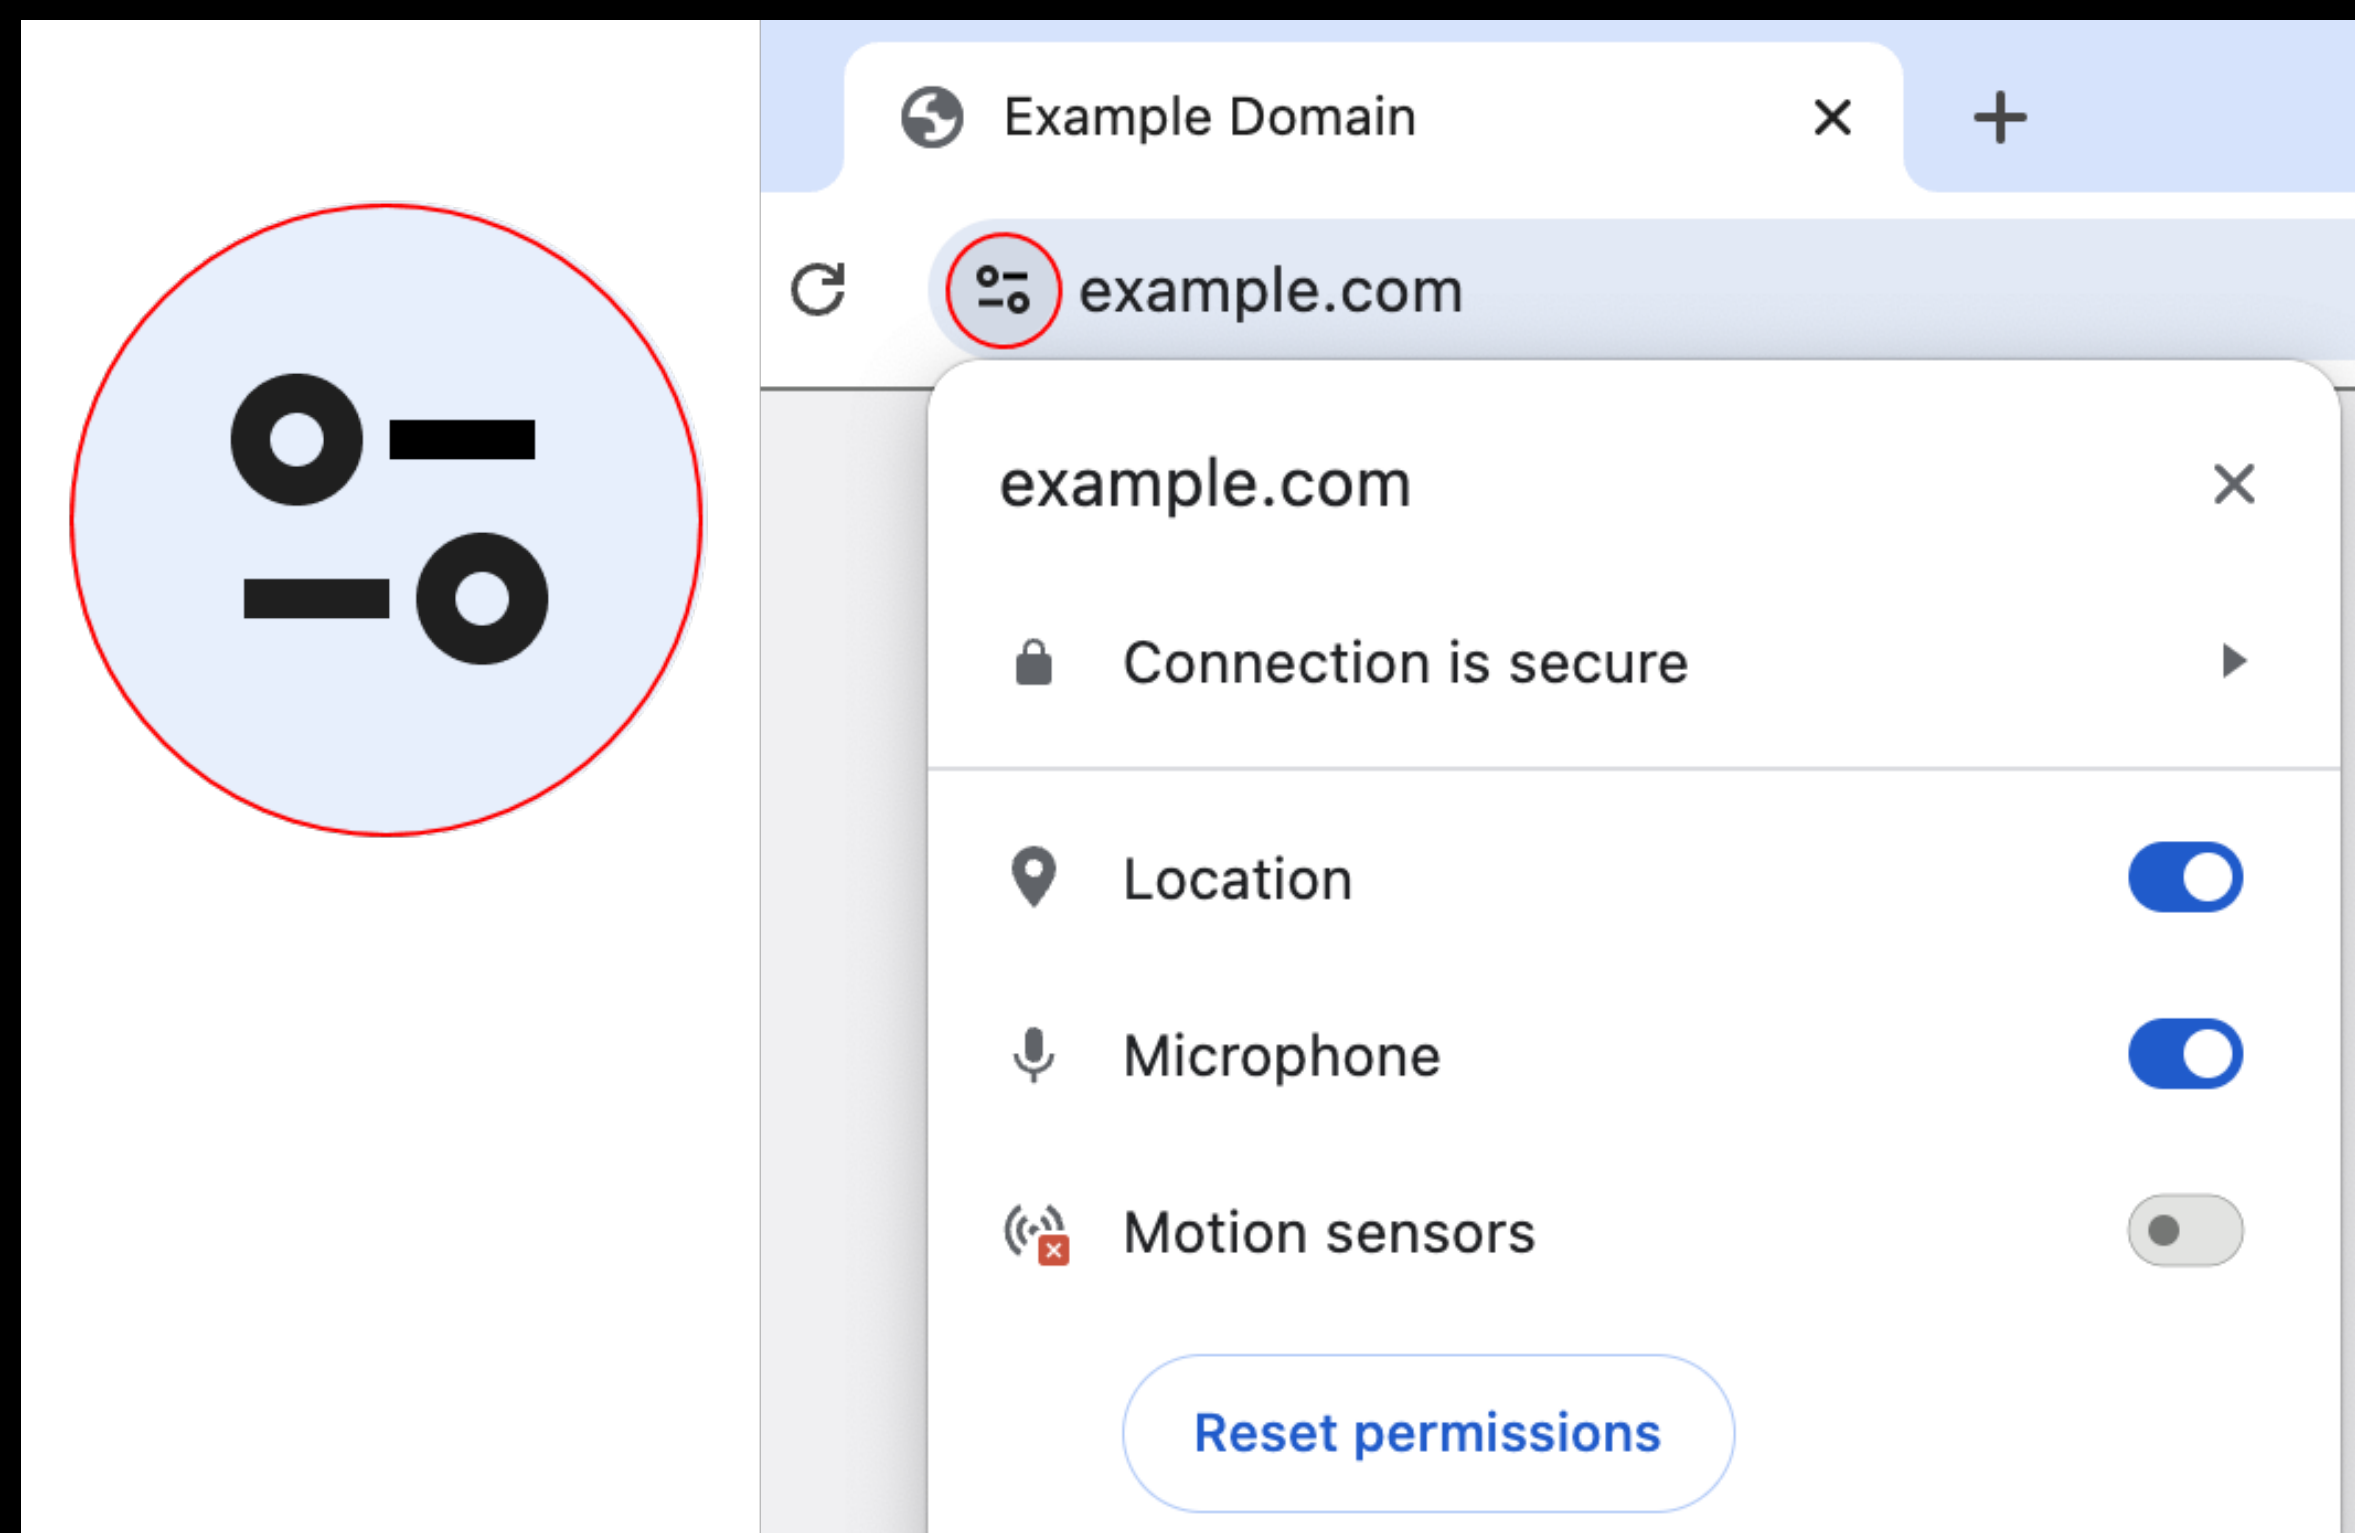 Example Domain
example.com
example.com
Connection is secure
Location
Microphone
Motion sensors
Reset permissions